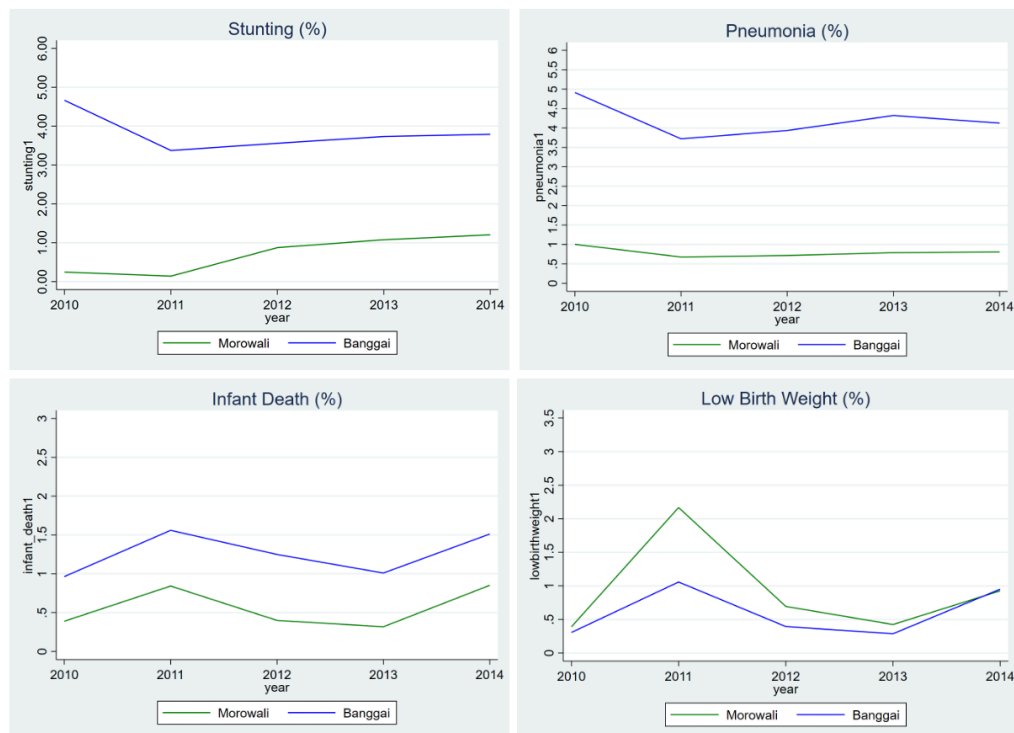 Stunting (%)
stunting1
6.00
5.00
4.00
3.00
2.00
1.00
0.00
2010 2011 2012 2013 2014
year
Morowali Banggai
Pneumonia (%)
pneumonia1
6
5.5
5
4.5
4
3.5
3
2.5
2
1.5
1
.5
0
2010 2011 2012 2013 2014
year
Morowali Banggai
Infant Death (%)
infant_death1
3
2.5
2
1.5
1
.5
0
2010 2011 2012 2013 2014
year
Morowali Banggai
Low Birth Weight (%)
lowbirthweight1
3.5
3
2.5
2
1.5
1
.5
0
2010 2011 2012 2013 2014
year
Morowali Banggai